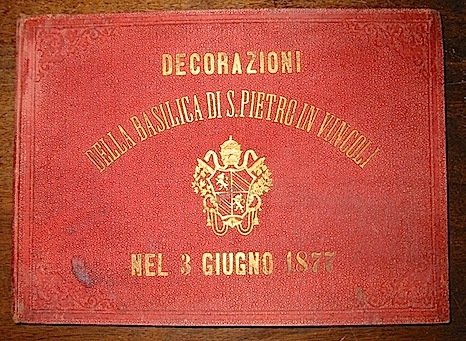 DECORAZIONI
DELLA BASILICA DI S. PIETRO IN VINCOLI
NEL 3 GIUGNO 1877